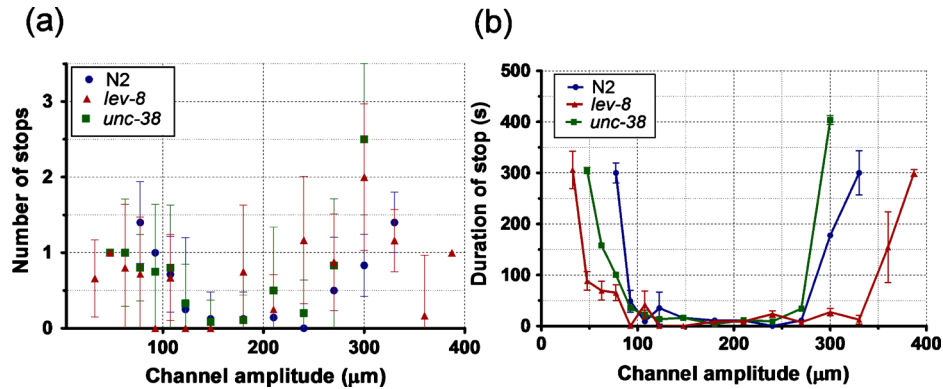 (a)
Number of stops
3
2
1
0
N2
lev-8
unc-38
100
200
300
400
Channel amplitude (μm)
(b)
Duration of stop (s)
500
400
300
200
100
0
N2
lev-8
unc-38
0
100
200
300
400
Channel amplitude (μm)